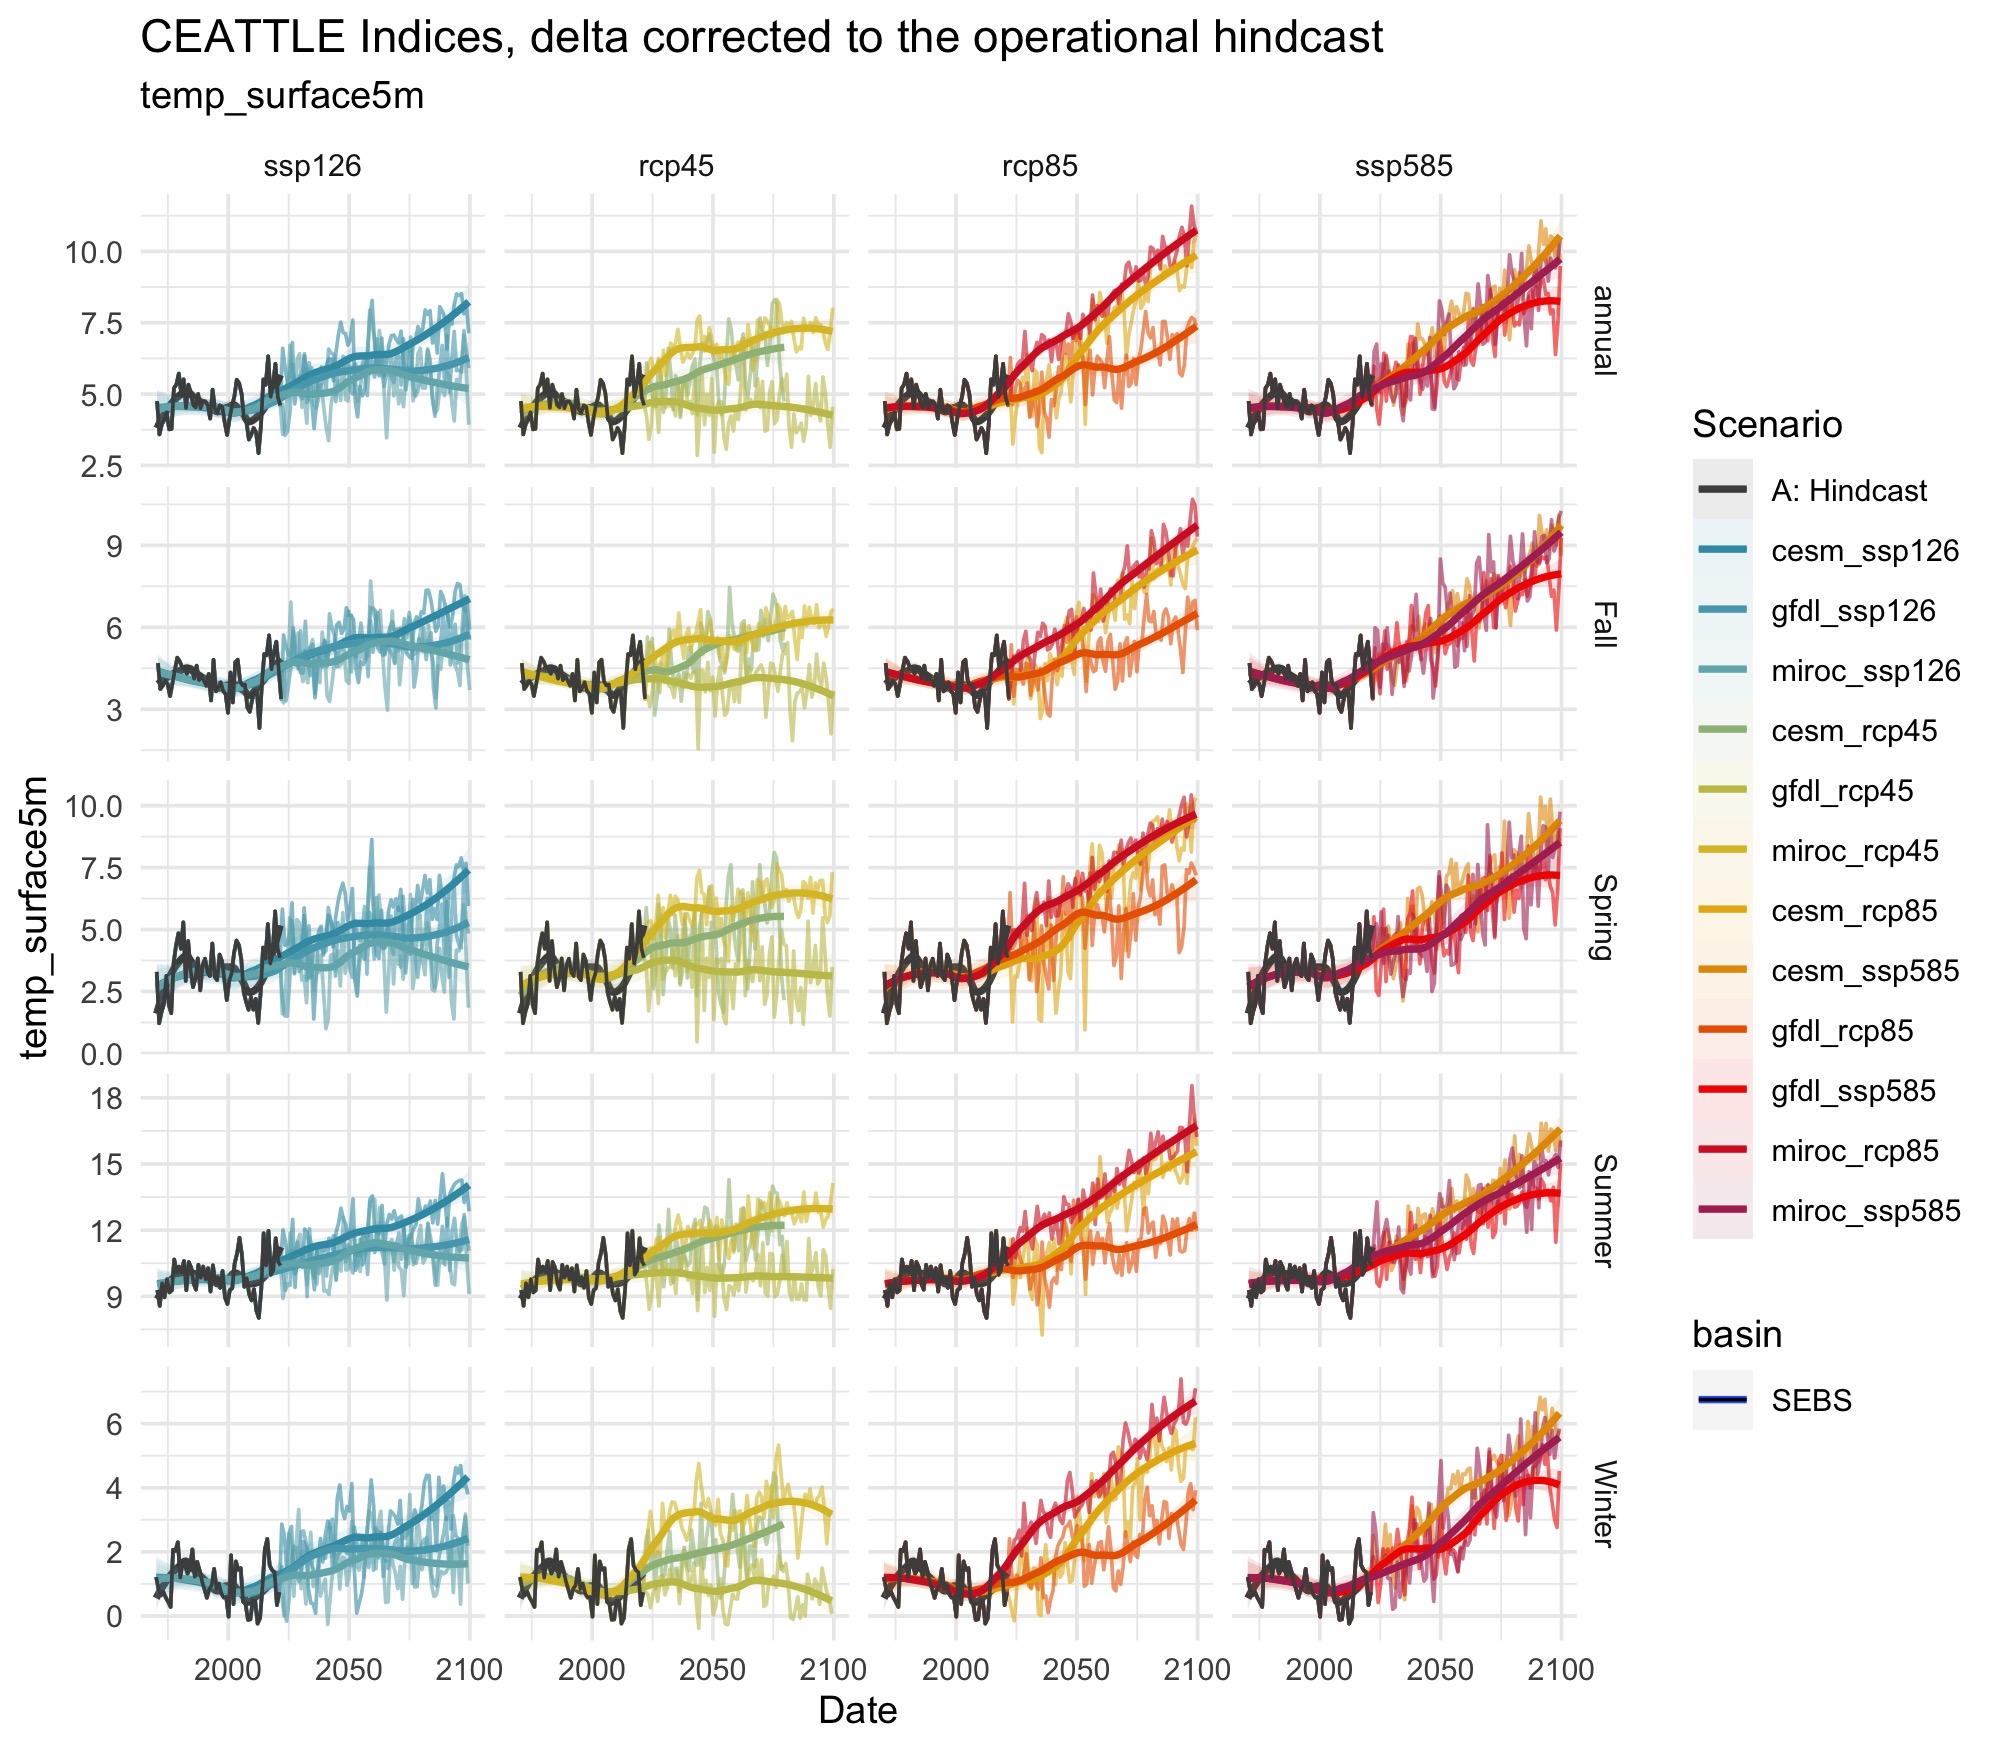 CEATTLE Indices, delta corrected to the operational hindcast
temp_surface5m
ssp126 rcp45 rcp85 ssp585
10.0
7.5
5.0
2.5
annual
9
6
3
Fall
10.0
7.5
5.0
2.5
0.0
Spring
18
15
12
9
Summer
6
4
2
0
Winter
temp_surface5m
2000 2050 2100 2000 2050 2100 2000 2050 2100 2000 2050 2100
Date
Scenario
A: Hindcast
cesm_ssp126
gfdl_ssp126
miroc_ssp126
cesm_rcp45
gfdl_rcp45
miroc_rcp45
cesm_rcp85
cesm_ssp585
gfdl_rcp85
gfdl_ssp585
miroc_rcp85
miroc_ssp585
basin
SEBS